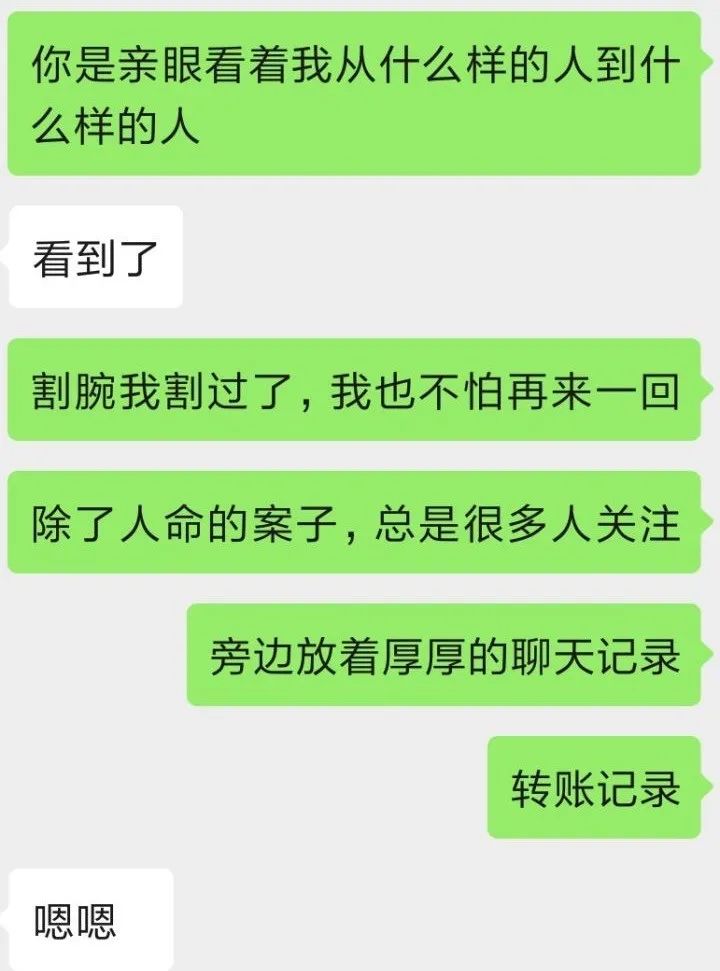 你是亲眼看着我从什么样的人到什
么样的人
看到了
割腕我割过了，我也不怕再来一回
除了人命的案子，总是很多人关注
旁边放着厚厚的聊天记录
转账记录
嗯嗯